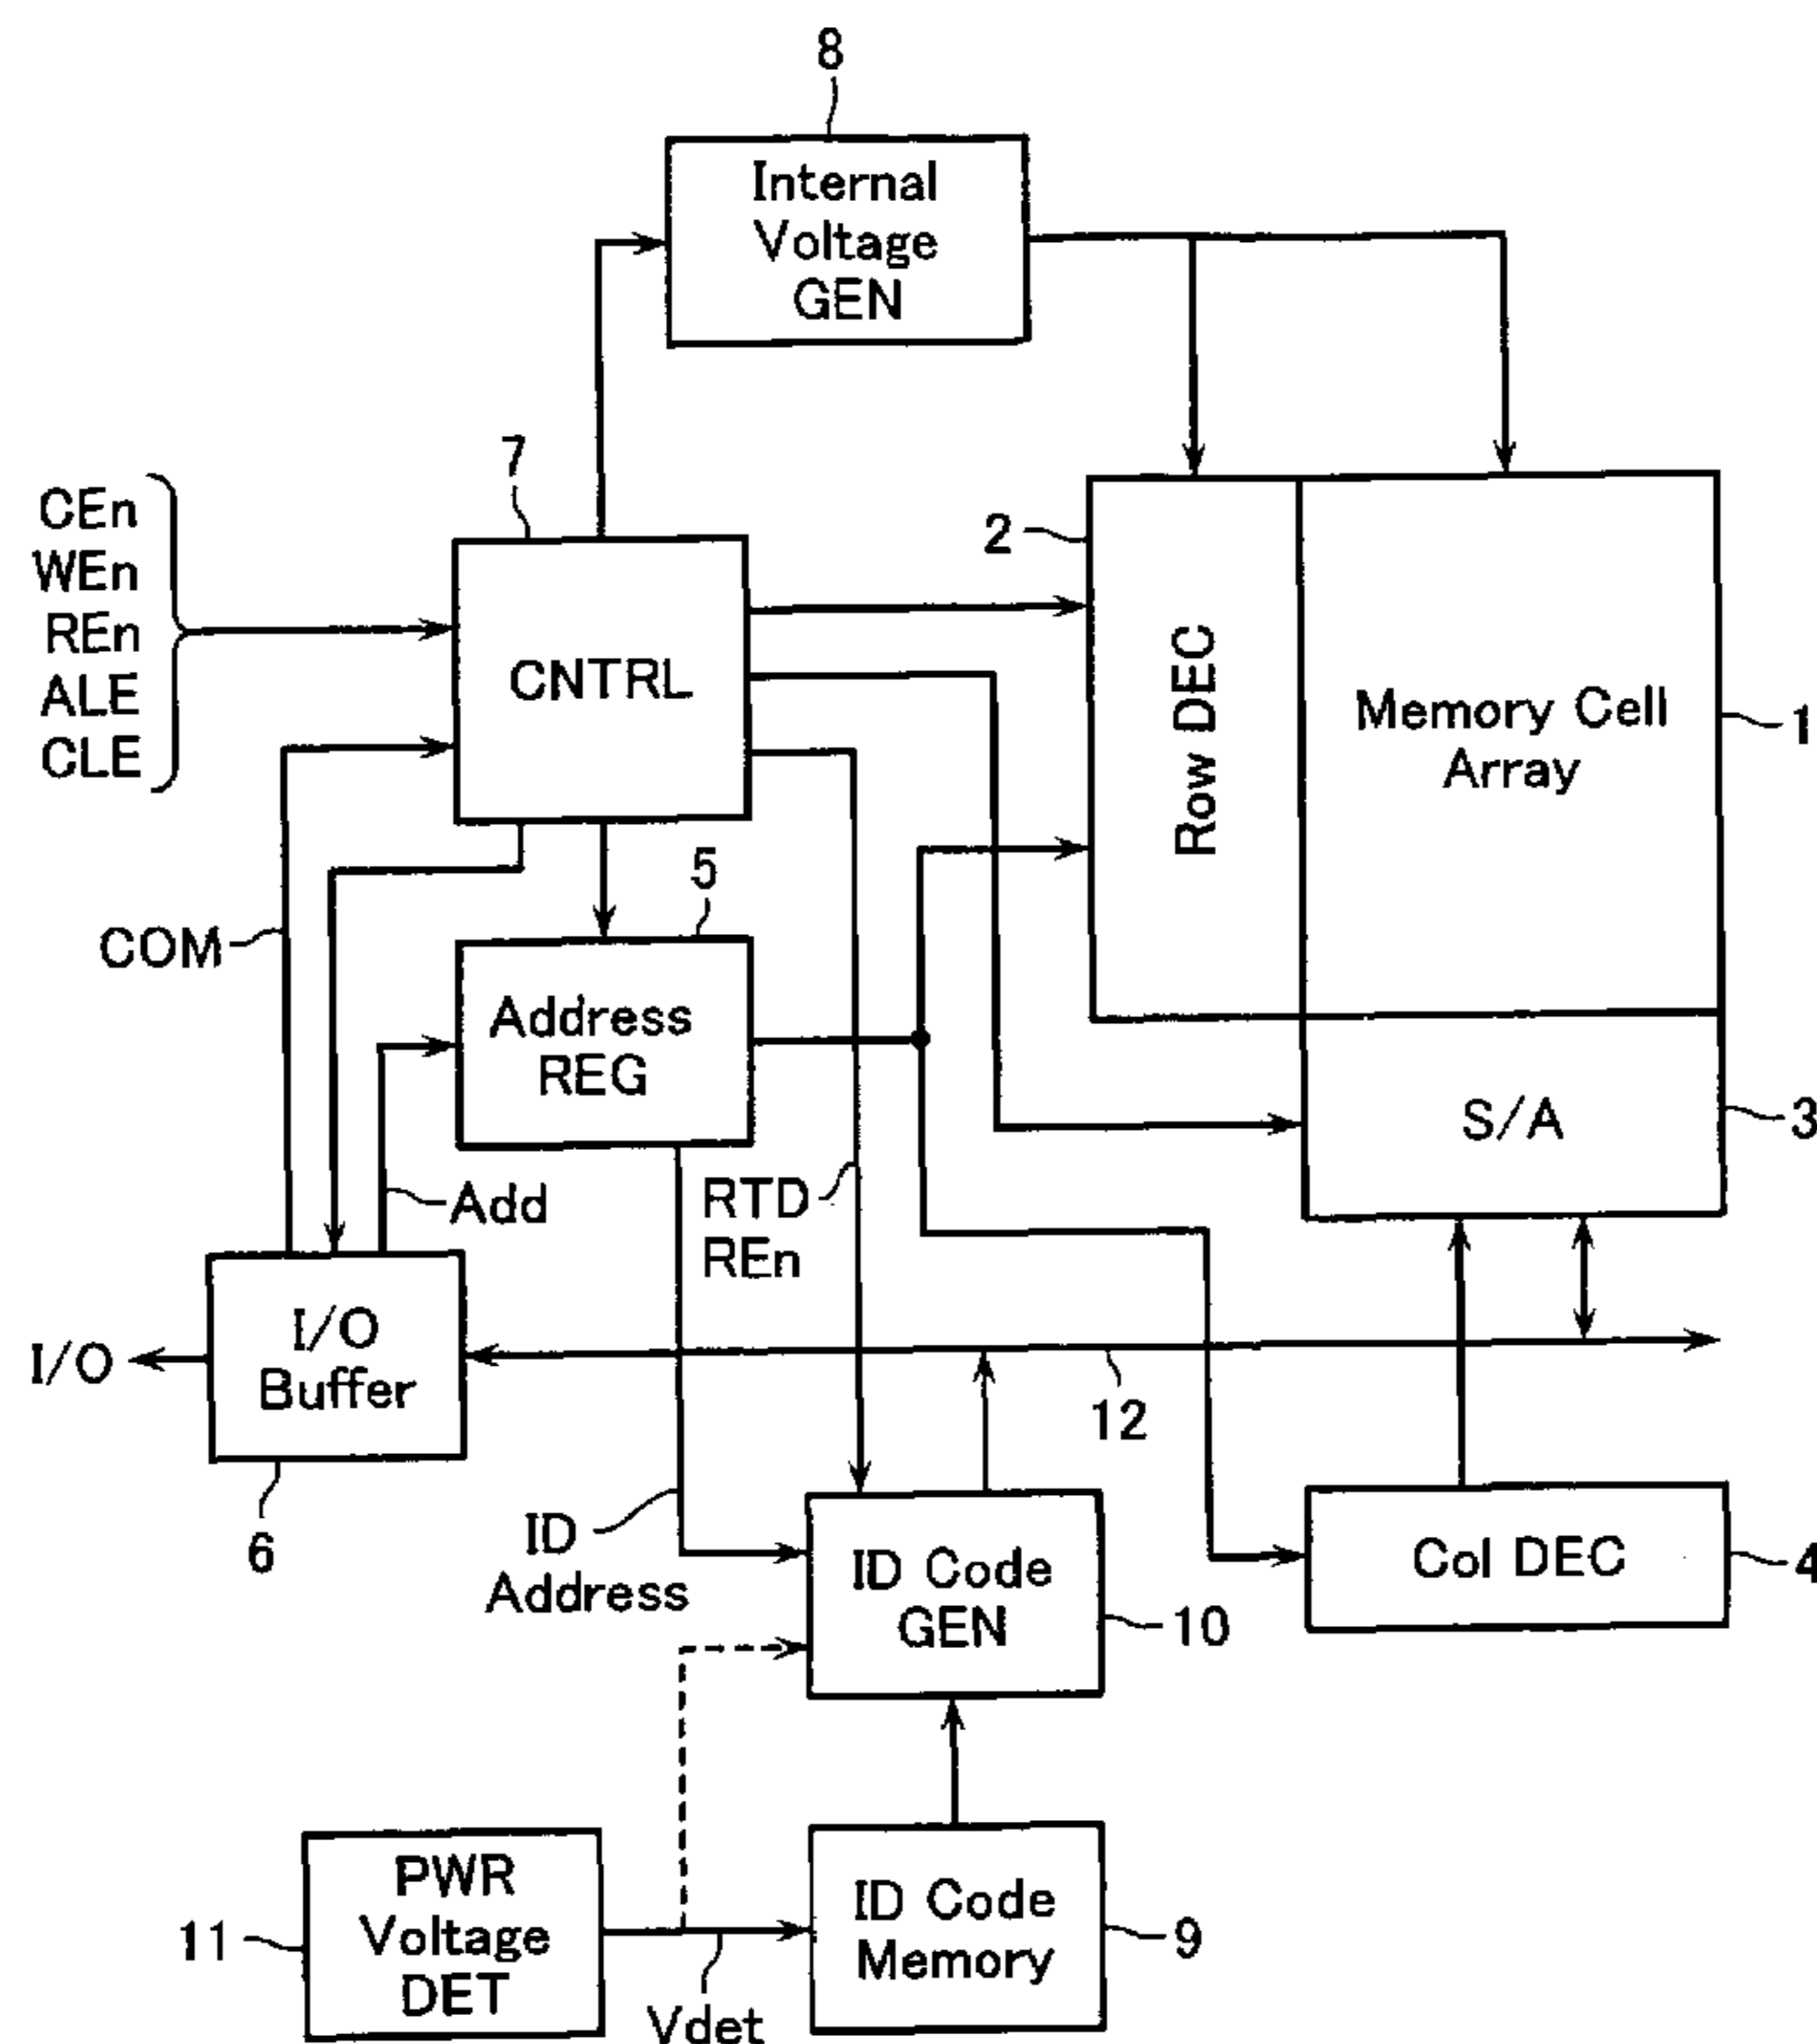 8
Internal
Voltage
GEN
7
CEn
WEn
REn
ALE
CLE
CNTRL
2
Row DEC
Memory Cell
Array
1
COM
5
Address
REG
S/A
3
Add
RTD
REn
I/O
I/O
Buffer
6
12
ID
Address
ID Code
GEN
10
Col DEC
4
11
PWR
Voltage
DET
Vdet
ID Code
Memory
9